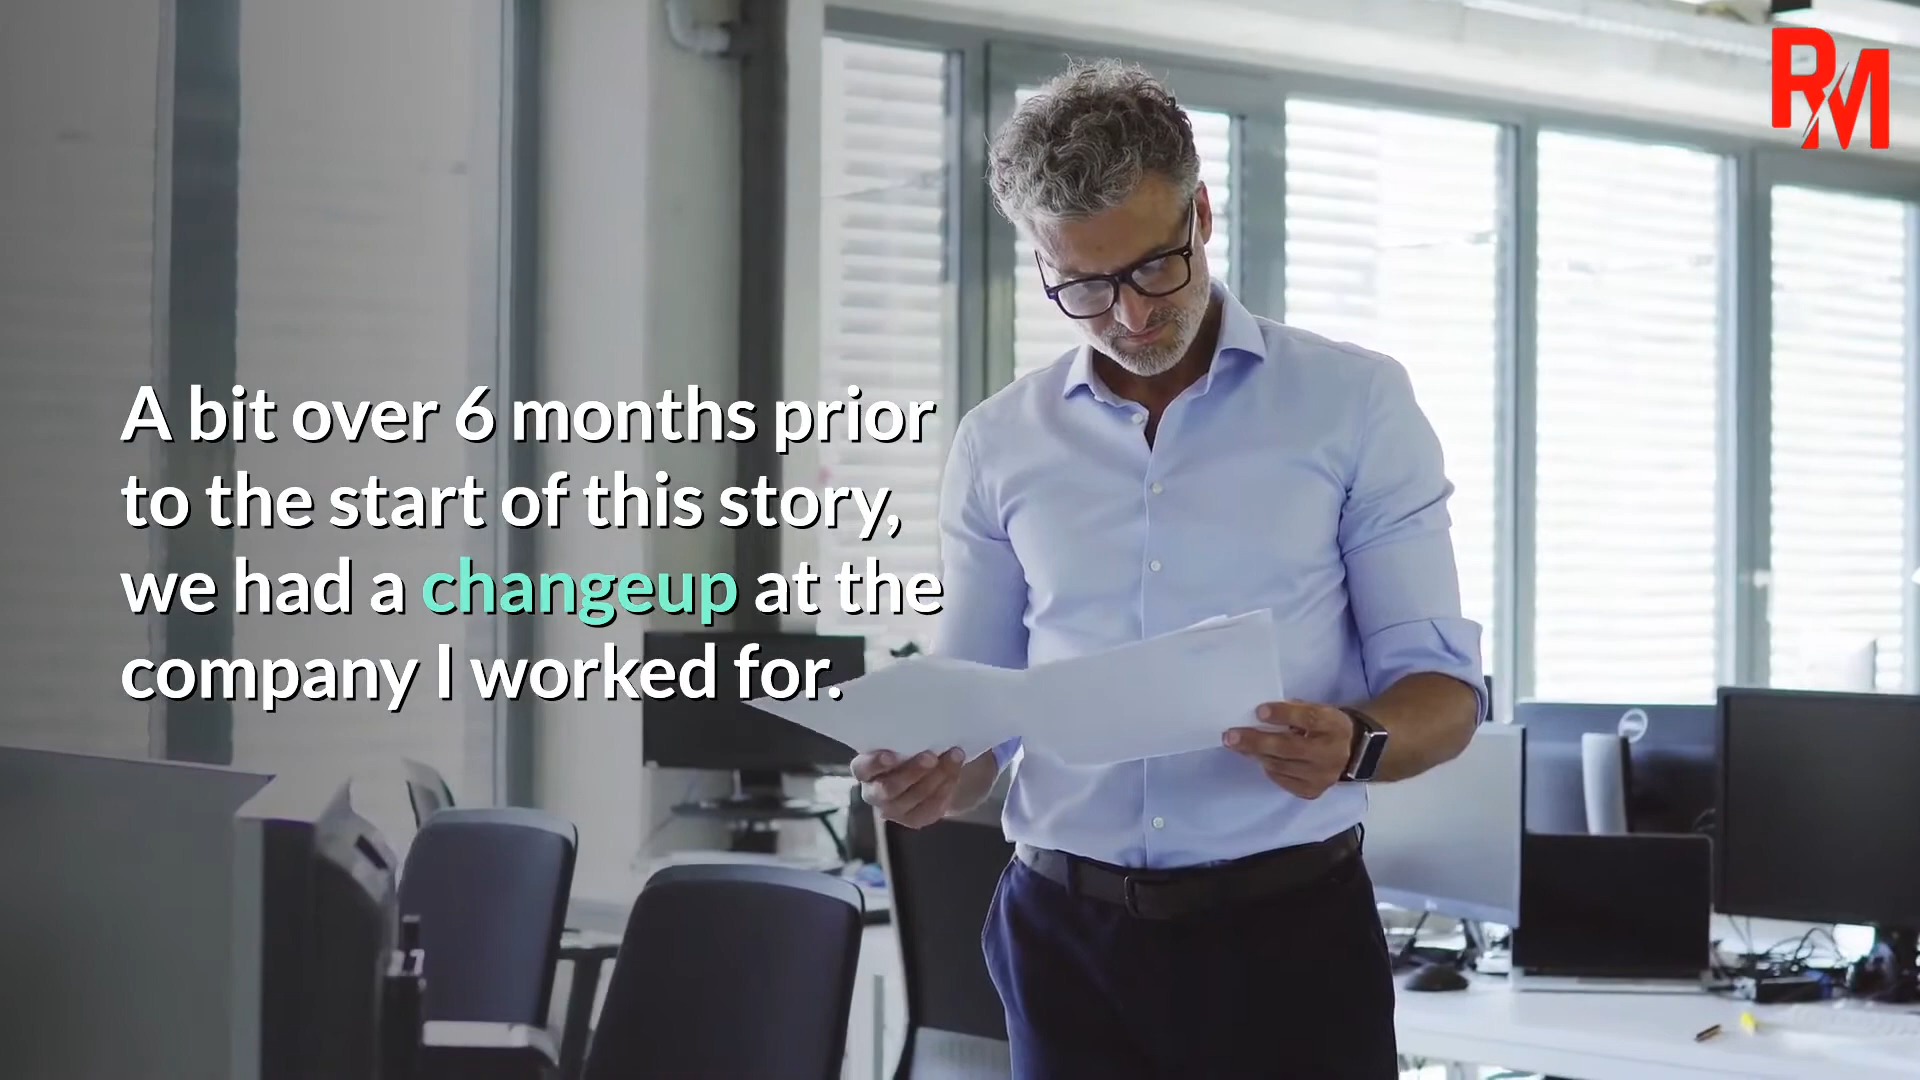 RM
A bit over 6 months prior
to the start of this story,
we had a changeup at the
company I worked for.